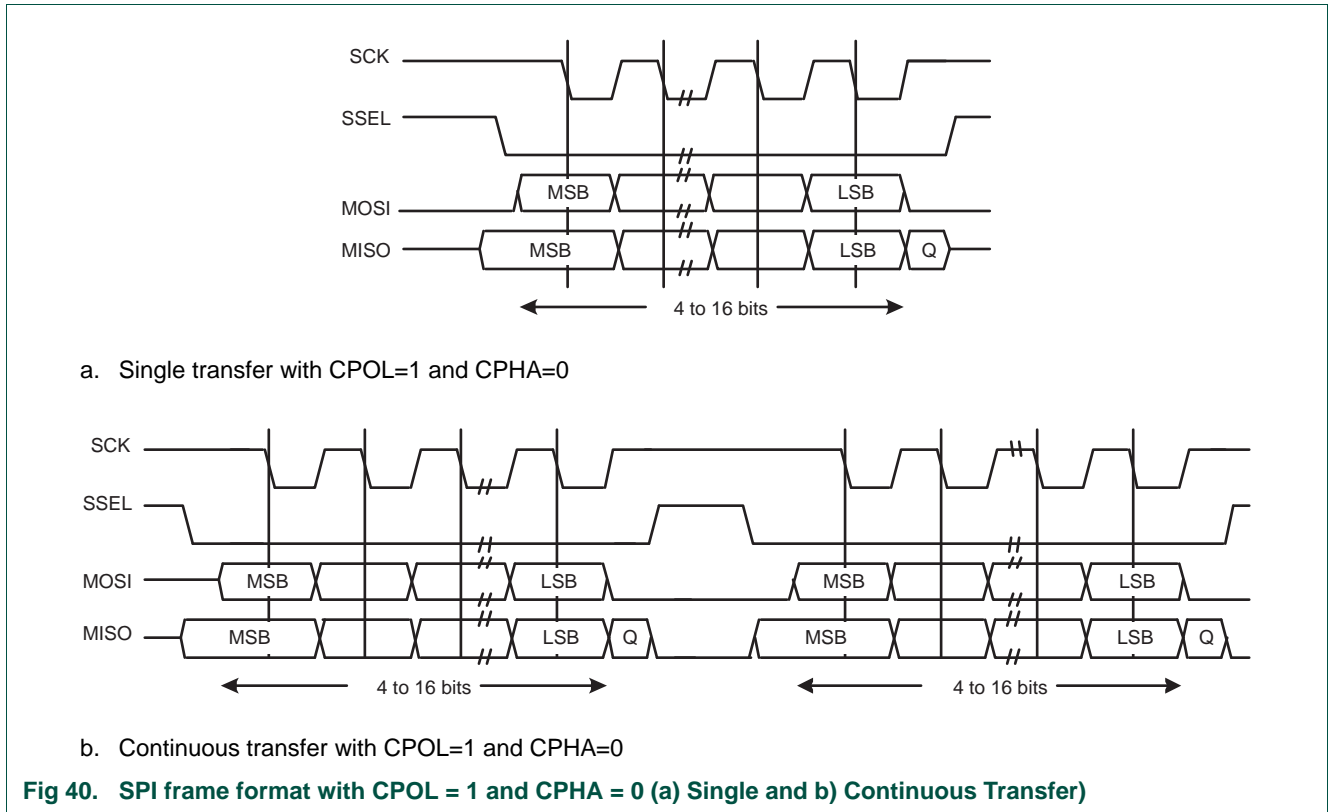 SCK
SSEL
MOSI MSB LSB
MISO MSB LSB Q
4 to 16 bits
a. Single transfer with CPOL=1 and CPHA=0
SCK
SSEL
MOSI MSB LSB MSB LSB
MISO MSB LSB Q MSB LSB Q
4 to 16 bits 4 to 16 bits
b. Continuous transfer with CPOL=1 and CPHA=0
Fig 40. SPI frame format with CPOL = 1 and CPHA = 0 (a) Single and b) Continuous Transfer)